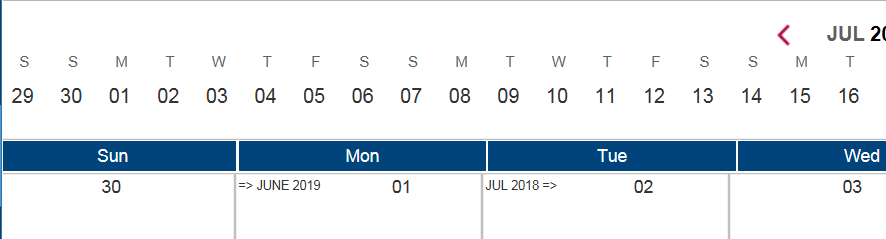 JUL 20
S S M T W T F S S M T W T F S S M T
29 30 01 02 03 04 05 06 07 08 09 10 11 12 13 14 15 16
Sun Mon Tue Wed
30 => JUNE 2019 01 JUL 2018 => 02 03